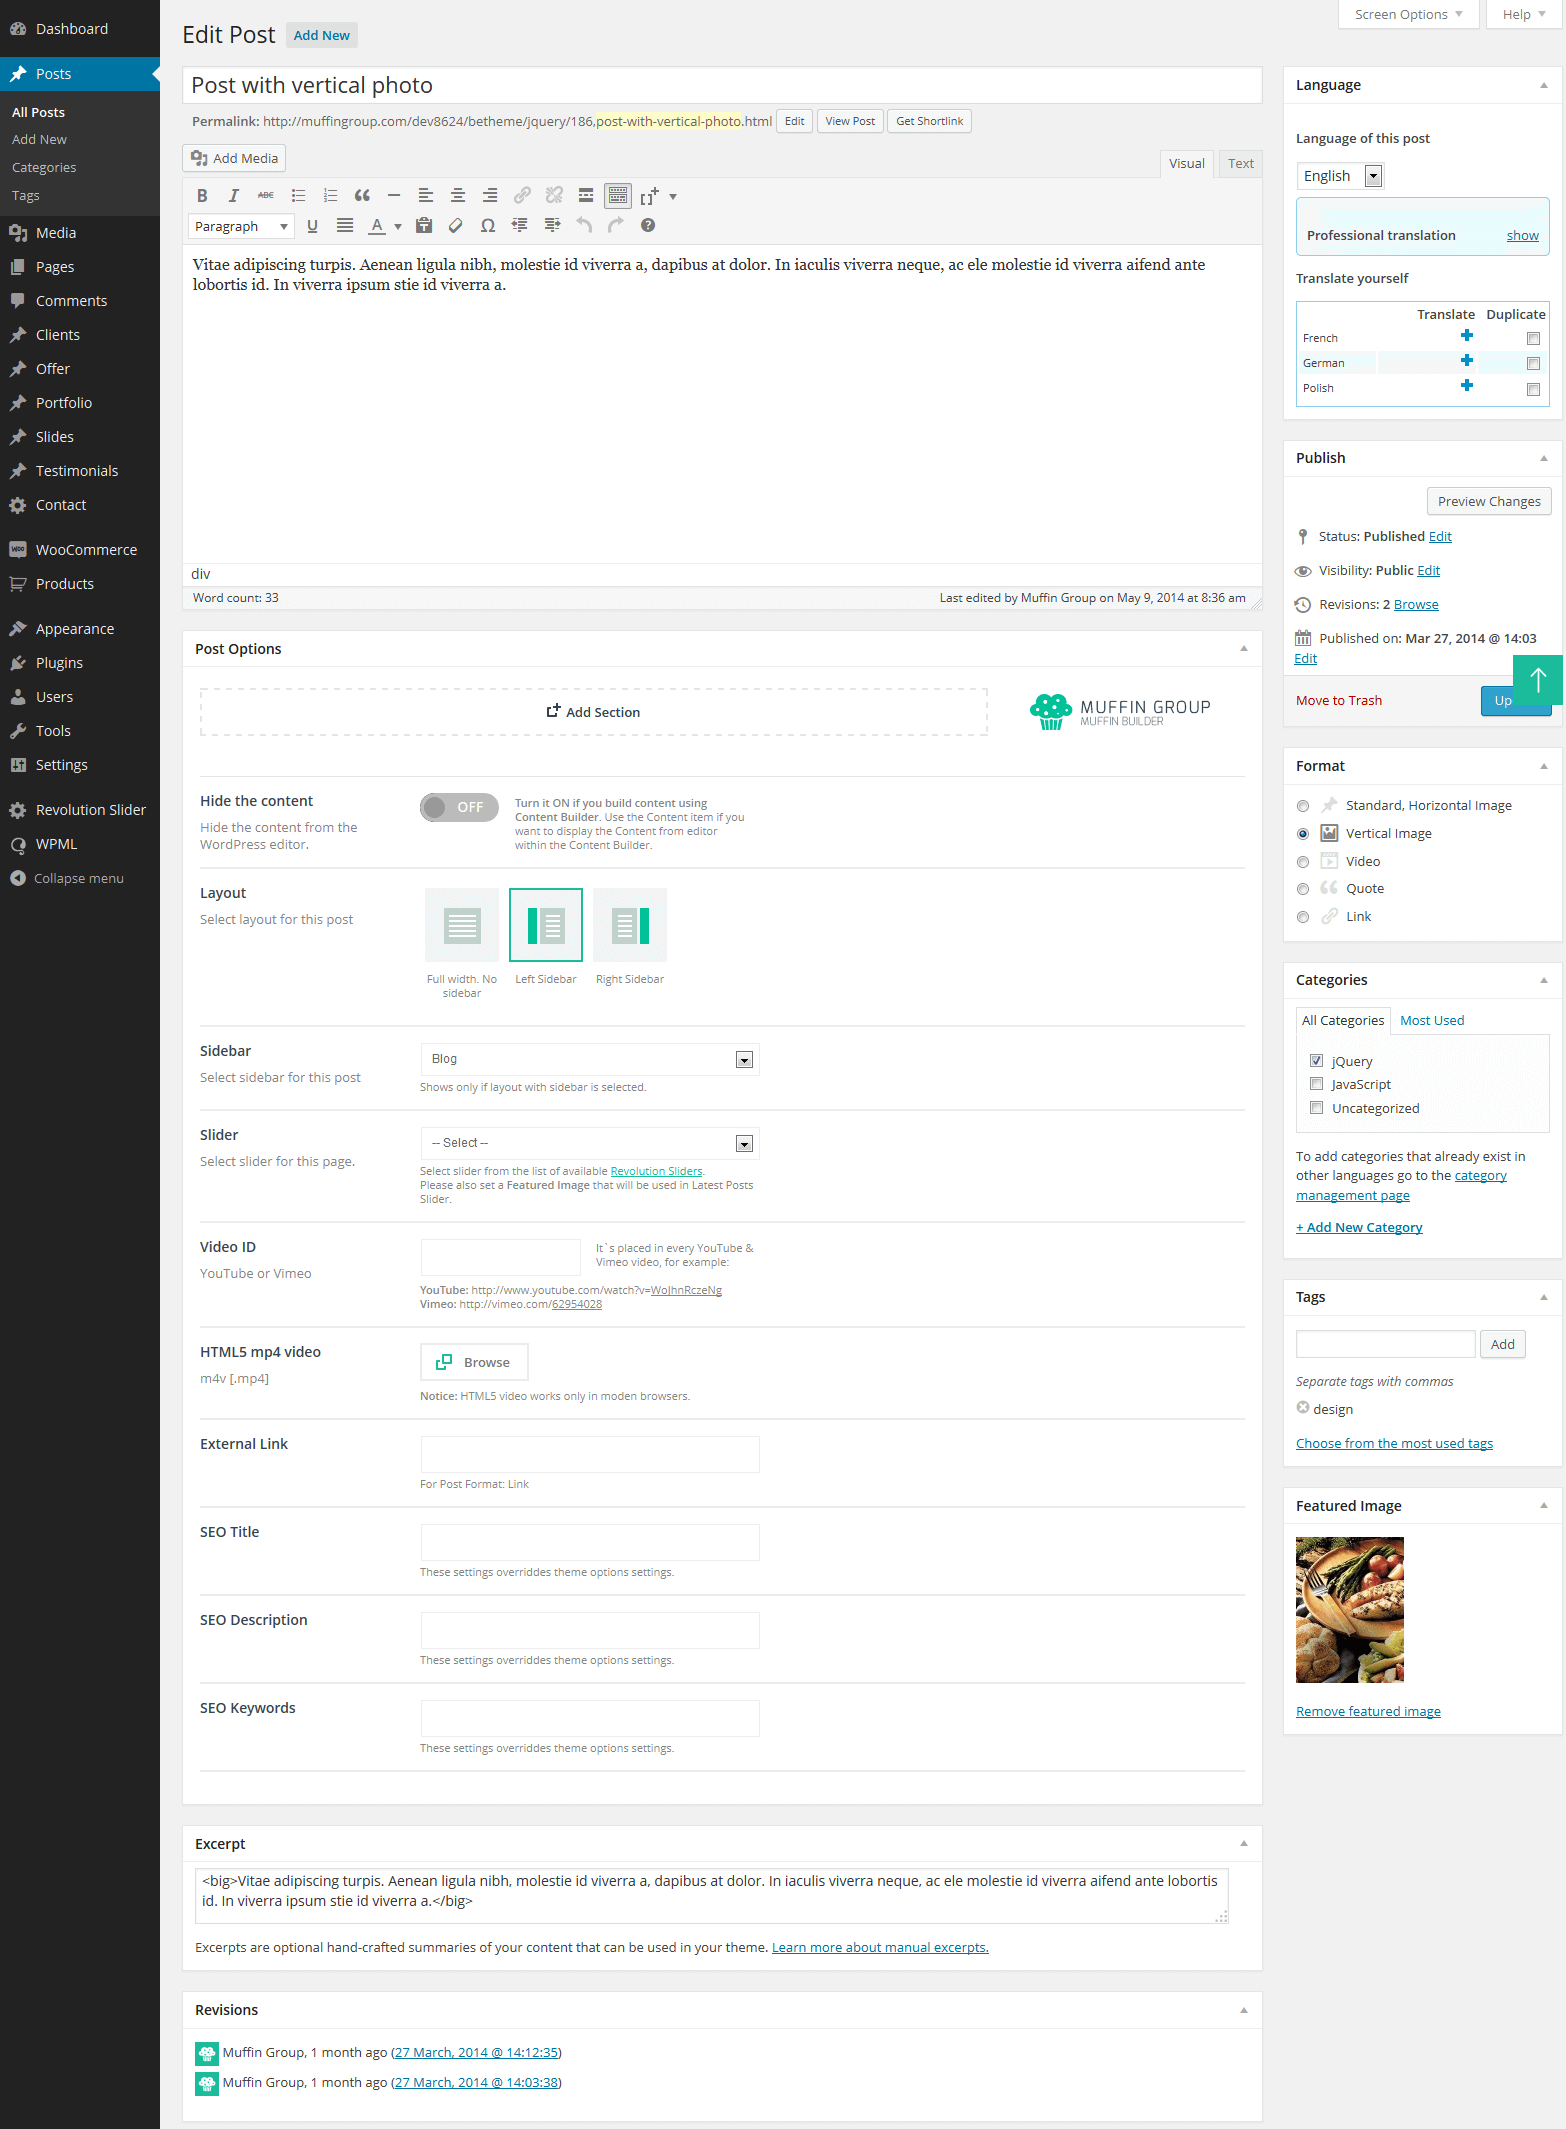 Dashboard
Posts
All Posts
Add New
Categories
Tags
Media
Pages
Comments
Clients
Offer
Portfolio
Slides
Testimonials
Contact
WooCommerce
Products
Appearance
Plugins
Users
Tools
Settings
Revolution Slider
WPML
Collapse menu
Screen Options
Help
Edit Post Add New
Post with vertical photo
Permalink: http://muffingroup.com/dev8624/betheme/jquery/186,post-with-vertical-photo.html Edit View Post Get Shortlink
Add Media
Visual Text
B I ABC
Paragraph U A Ω
Vitae adipiscing turpis. Aenean ligula nibh, molestie id viverra a, dapibus at dolor. In iaculis viverra neque, ac ele molestie id viverra aifend ante
lobortis id. In viverra ipsum stie id viverra a.
div
Word count: 33 Last edited by Muffin Group on May 9, 2014 at 8:36 am
Post Options
Add Section
MUFFIN GROUP
MUFFIN BUILDER
Hide the content
Hide the content from the
WordPress editor.
OFF
Turn it ON if you build content using
Content Builder. Use the Content item if you
want to display the Content from editor
within the Content Builder.
Layout
Select layout for this post
Full width. No
sidebar
Left Sidebar
Right Sidebar
Sidebar
Select sidebar for this post
Blog
Shows only if layout with sidebar is selected.
Slider
Select slider for this page.
-- Select --
Select slider from the list of available Revolution Sliders.
Please also set a Featured Image that will be used in Latest Posts
Slider.
Video ID
YouTube or Vimeo
It`s placed in every YouTube &
Vimeo video, for example:
YouTube: http://www.youtube.com/watch?v=WoJhnRczeNg
Vimeo: http://vimeo.com/62954028
HTML5 mp4 video
m4v [.mp4]
Browse
Notice: HTML5 video works only in moden browsers.
External Link
For Post Format: Link
SEO Title
These settings overriddes theme options settings.
SEO Description
These settings overriddes theme options settings.
SEO Keywords
These settings overriddes theme options settings.
Excerpt
<big>Vitae adipiscing turpis. Aenean ligula nibh, molestie id viverra a, dapibus at dolor. In iaculis viverra neque, ac ele molestie id viverra aifend ante lobortis
id. In viverra ipsum stie id viverra a.</big>
Excerpts are optional hand-crafted summaries of your content that can be used in your theme. Learn more about manual excerpts.
Revisions
Muffin Group, 1 month ago (27 March, 2014 @ 14:12:35)
Muffin Group, 1 month ago (27 March, 2014 @ 14:03:38)
Language
Language of this post
English
Professional translation show
Translate yourself
Translate Duplicate
French
German
Polish
Publish
Preview Changes
Status: Published Edit
Visibility: Public Edit
Revisions: 2 Browse
Published on: Mar 27, 2014 @ 14:03
Edit
Move to Trash Up
Format
Standard, Horizontal Image
Vertical Image
Video
Quote
Link
Categories
All Categories Most Used
jQuery
JavaScript
Uncategorized
To add categories that already exist in
other languages go to the category
management page
+ Add New Category
Tags
Add
Separate tags with commas
design
Choose from the most used tags
Featured Image
Remove featured image